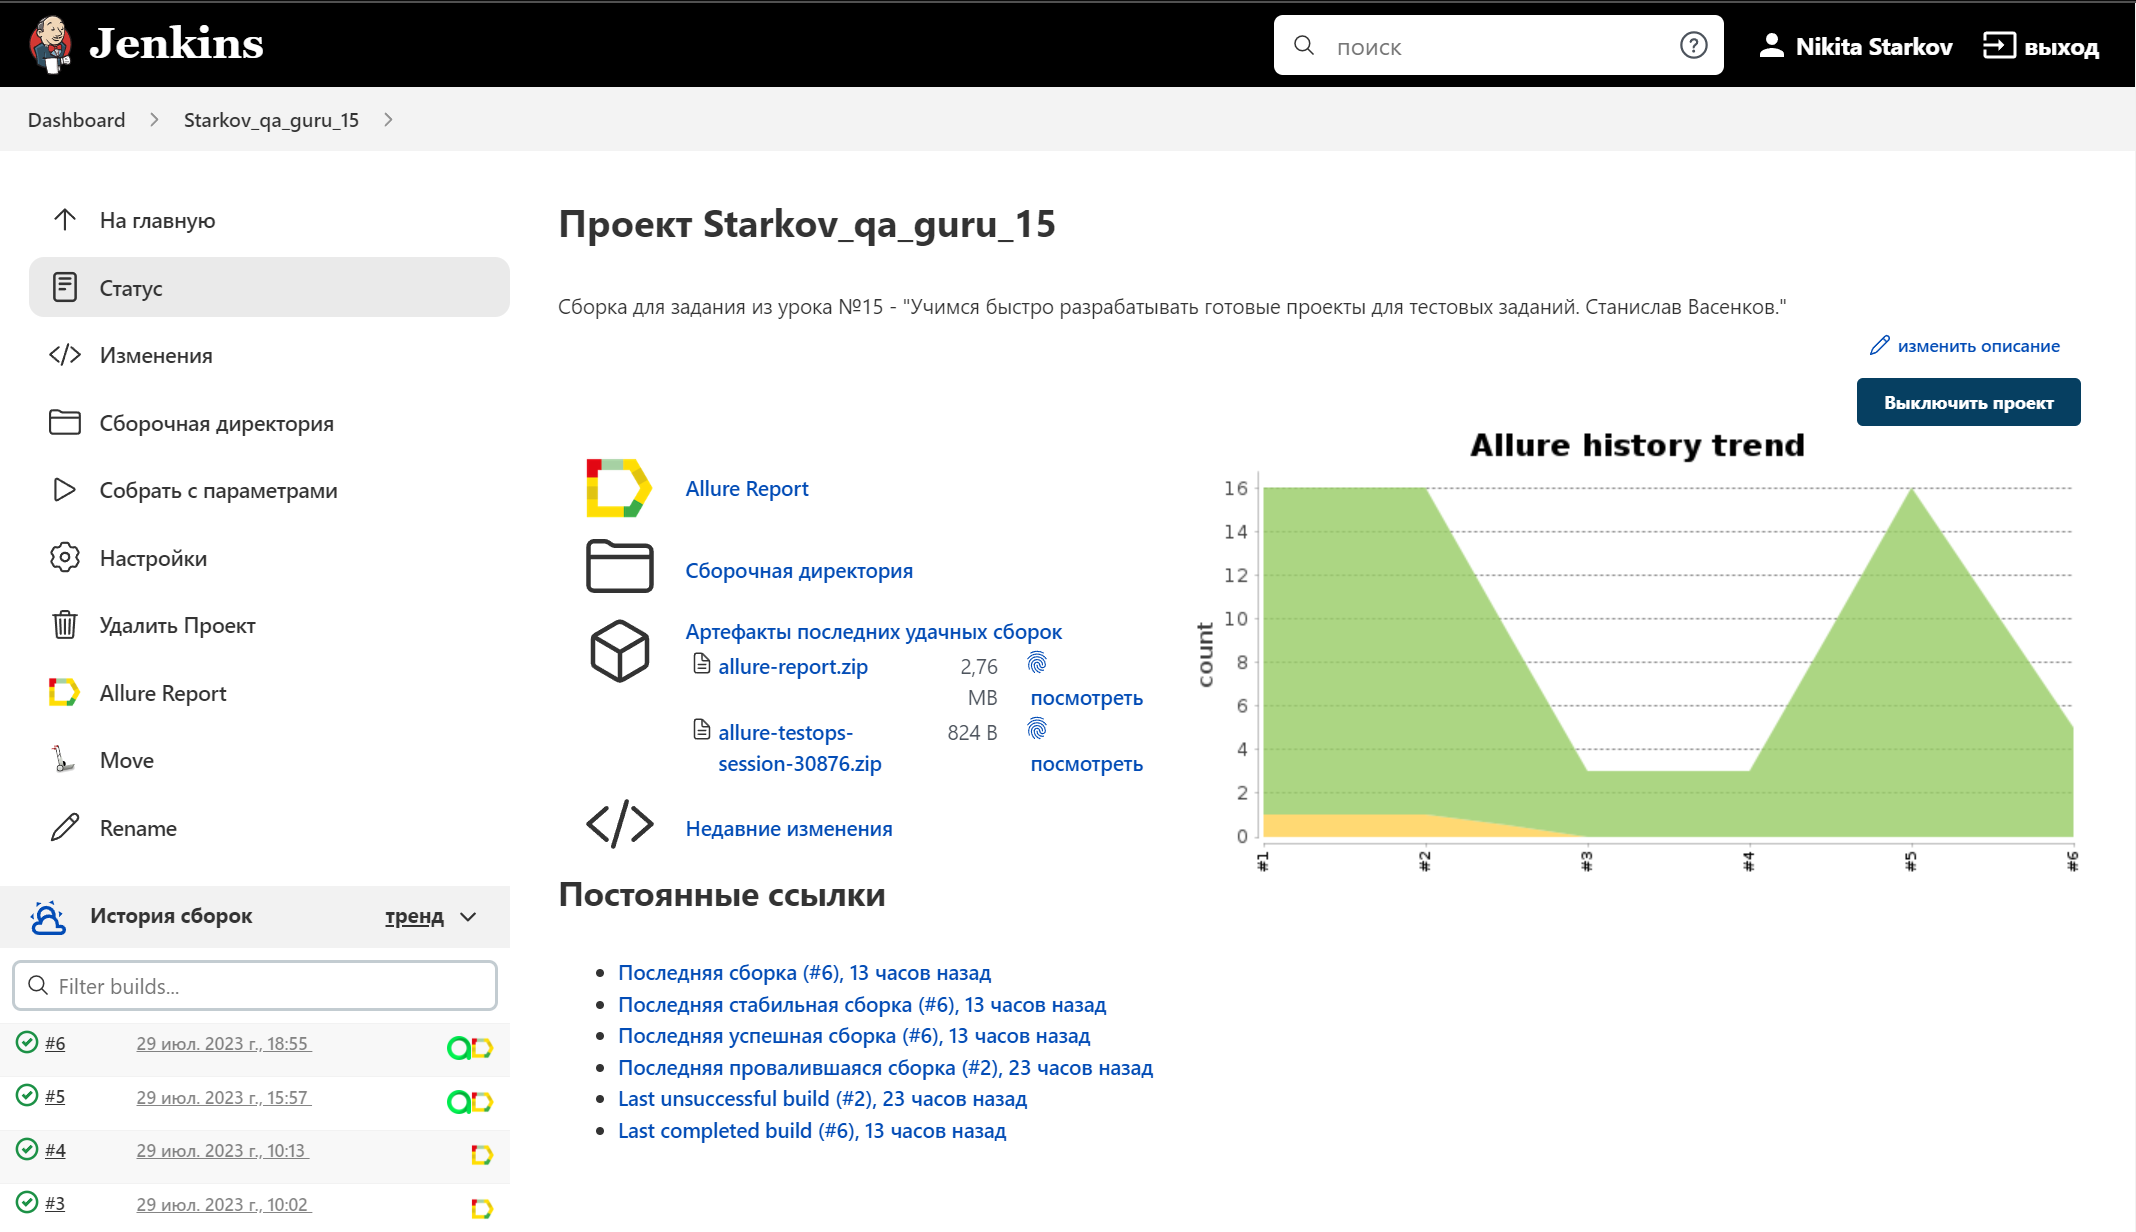 Jenkins
поиск
Nikita Starkov
выход
Dashboard
Starkov_qa_guru_15
На главную
Статус
Изменения
Сборочная директория
Собрать с параметрами
Настройки
Удалить Проект
Allure Report
Move
Rename
История сборок
тренд
Filter builds...
#6 29 июл. 2023 г., 18:55
#5 29 июл. 2023 г., 15:57
#4 29 июл. 2023 г., 10:13
#3 29 июл. 2023 г., 10:02
Проект Starkov_qa_guru_15
Сборка для задания из урока №15 - "Учимся быстро разрабатывать готовые проекты для тестовых заданий. Станислав Васенков."
изменить описание
Выключить проект
Allure Report
Сборочная директория
Артефакты последних удачных сборок
allure-report.zip 2,76
MB посмотреть
allure-testops- 824 B
session-30876.zip посмотреть
Недавние изменения
Allure history trend
count
16
14
12
10
8
6
4
2
0
#1 #2 #3 #4 #5 #6
Постоянные ссылки
Последняя сборка (#6), 13 часов назад
Последняя стабильная сборка (#6), 13 часов назад
Последняя успешная сборка (#6), 13 часов назад
Последняя провалившаяся сборка (#2), 23 часов назад
Last unsuccessful build (#2), 23 часов назад
Last completed build (#6), 13 часов назад